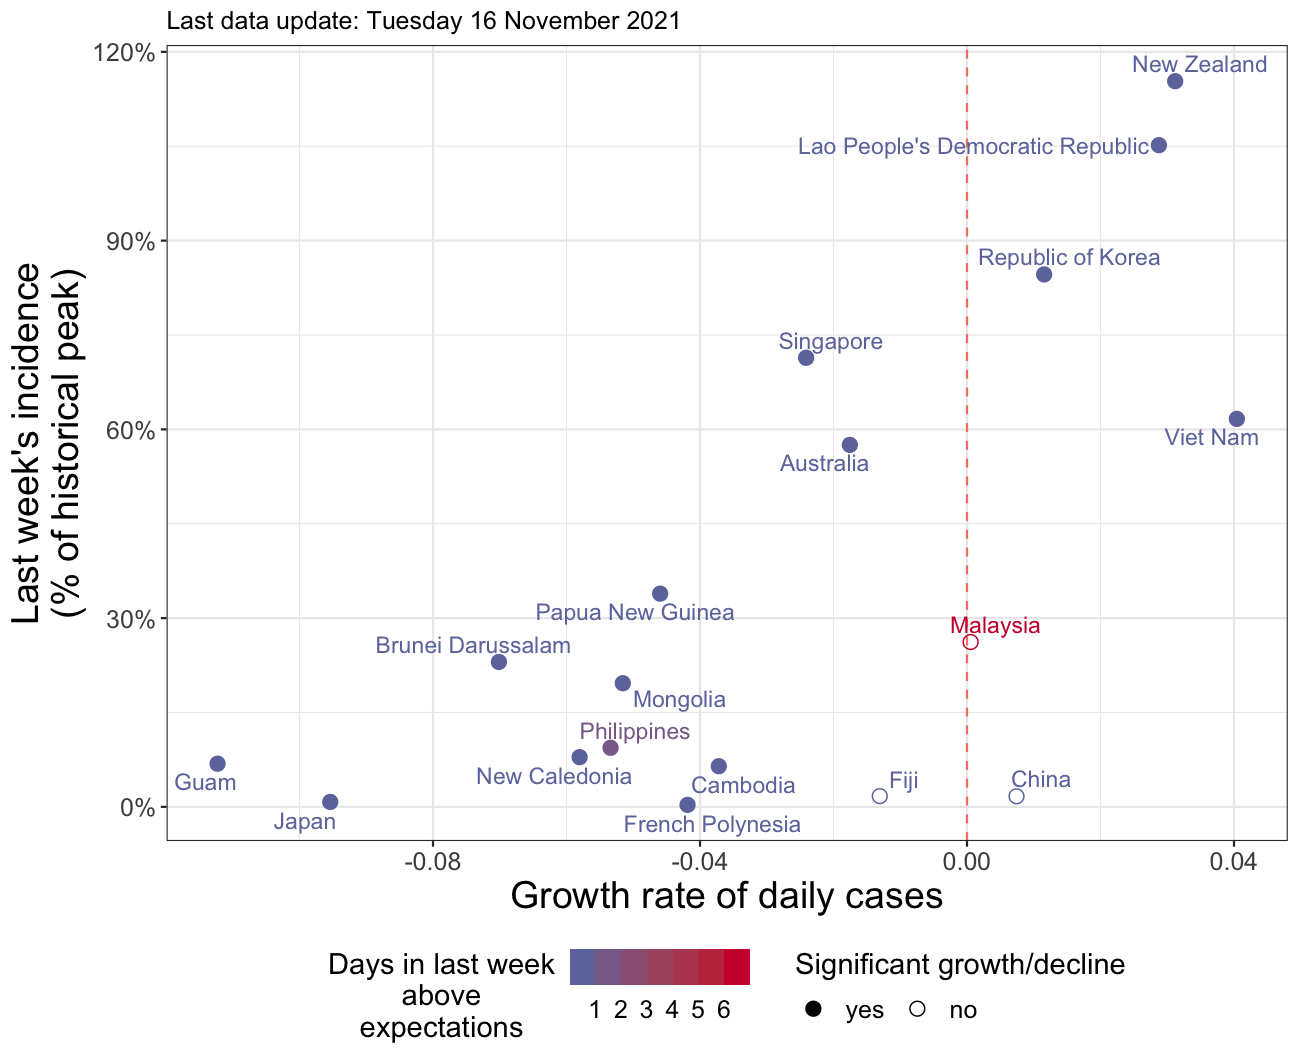 Last data update: Tuesday 16 November 2021
120%
90%
60%
30%
0%
Last week's incidence
(% of historical peak)
New Zealand
Lao People's Democratic Republic
Republic of Korea
Singapore
Viet Nam
Australia
Papua New Guinea
Malaysia
Brunei Darussalam
Mongolia
Philippines
New Caledonia
Guam
Cambodia
Fiji
China
Japan
French Polynesia
-0.08
-0.04
0.00
0.04
Growth rate of daily cases
Days in last week
above
expectations
1 2 3 4 5 6
Significant growth/decline
yes
no